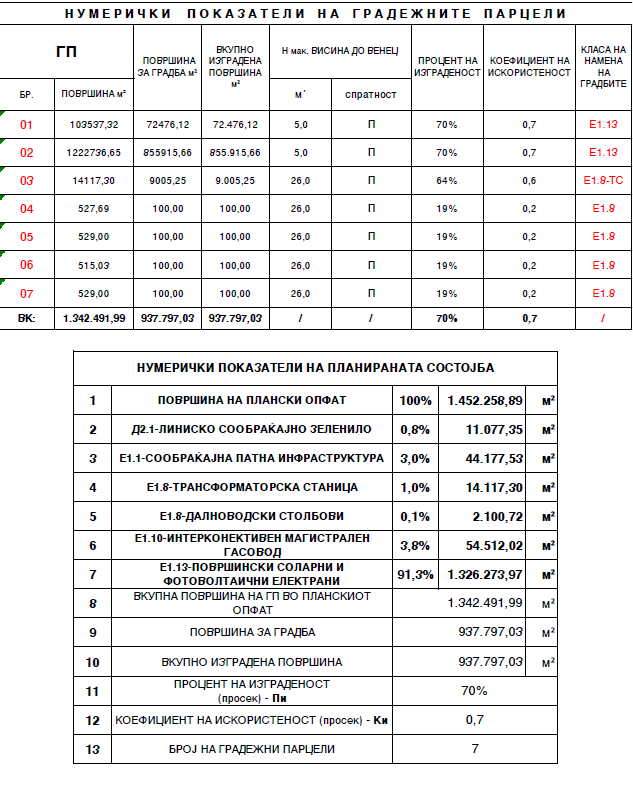 НУМЕРИЧКИ ПОКАЗАТЕЛИ НА ГРАДЕЖНИТЕ ПАРЦЕЛИ
ГП ПОВРШИНА ЗА ГРАДБА м² ВКУПНО ИЗГРАДЕНА ПОВРШИНА м² Н мак. ВИСИНА ДО ВЕНЕЦ ПРОЦЕНТ НА ИЗГРАДЕНОСТ КОЕФИЦИЕНТ НА ИСКОРИСТЕНОСТ КЛАСА НА НАМЕНА НА ГРАДБИТЕ
БР. ПОВРШИНА м² м´ спратност
01 103537,32 72476,12 72.476,12 5,0 П 70% 0,7 Е1.13
02 1222736,65 855915,66 855.915,66 5,0 П 70% 0,7 Е1.13
03 14117,30 9005,25 9.005,25 26,0 П 64% 0,6 Е1.8-ТС
04 527,69 100,00 100,00 26,0 П 19% 0,2 Е1.8
05 529,00 100,00 100,00 26,0 П 19% 0,2 Е1.8
06 515,03 100,00 100,00 26,0 П 19% 0,2 Е1.8
07 529,00 100,00 100,00 26,0 П 19% 0,2 Е1.8
ВК: 1.342.491,99 937.797,03 937.797,03 / / 70% 0,7 /
НУМЕРИЧКИ ПОКАЗАТЕЛИ НА ПЛАНИРАНАТА СОСТОЈБА
1 ПОВРШИНА НА ПЛАНСКИ ОПФАТ 100% 1.452.258,89 м²
2 Д2.1-ЛИНИСКО СООБРАЌАЈНО ЗЕЛЕНИЛО 0,8% 11.077,35 м²
3 Е1.1-СООБРАЌАЈНА ПАТНА ИНФРАСТРУКТУРА 3,0% 44.177,53 м²
4 Е1.8-ТРАНСФОРМАТОРСКА СТАНИЦА 1,0% 14.117,30 м²
5 Е1.8-ДАЛНОВОДСКИ СТОЛБОВИ 0,1% 2.100,72 м²
6 Е1.10-ИНТЕРКОНЕКТИВЕН МАГИСТРАЛЕН
ГАСОВОД 3,8% 54.512,02 м²
7 Е1.13-ПОВРШИНСКИ СОЛАРНИ И
ФОТОВОЛТАИЧНИ ЕЛЕКТРАНИ 91,3% 1.326.273,97 м²
8 ВКУПНА ПОВРШИНА НА ГП ВО ПЛАНСКИОТ
ОПФАТ 1.342.491,99 м²
9 ПОВРШИНА ЗА ГРАДБА 937.797,03 м²
10 ВКУПНО ИЗГРАДЕНА ПОВРШИНА 937.797,03 м²
11 ПРОЦЕНТ НА ИЗГРАДЕНОСТ
(просек) - Пи 70%
12 КОЕФИЦИЕНТ НА ИСКОРИСТЕНОСТ (просек) - Ки 0,7
13 БРОЈ НА ГРАДЕЖНИ ПАРЦЕЛИ 7